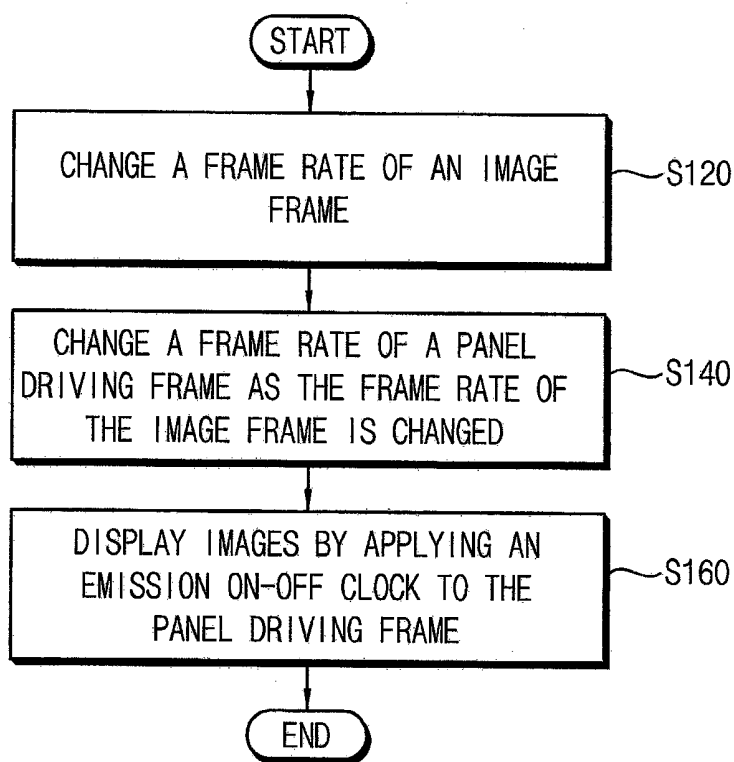 START
CHANGE A FRAME RATE OF AN IMAGE
FRAME
S120
CHANGE A FRAME RATE OF A PANEL
DRIVING FRAME AS THE FRAME RATE OF
THE IMAGE FRAME IS CHANGED
S140
DISPLAY IMAGES BY APPLYING AN
EMISSION ON-OFF CLOCK TO THE
PANEL DRIVING FRAME
S160
END